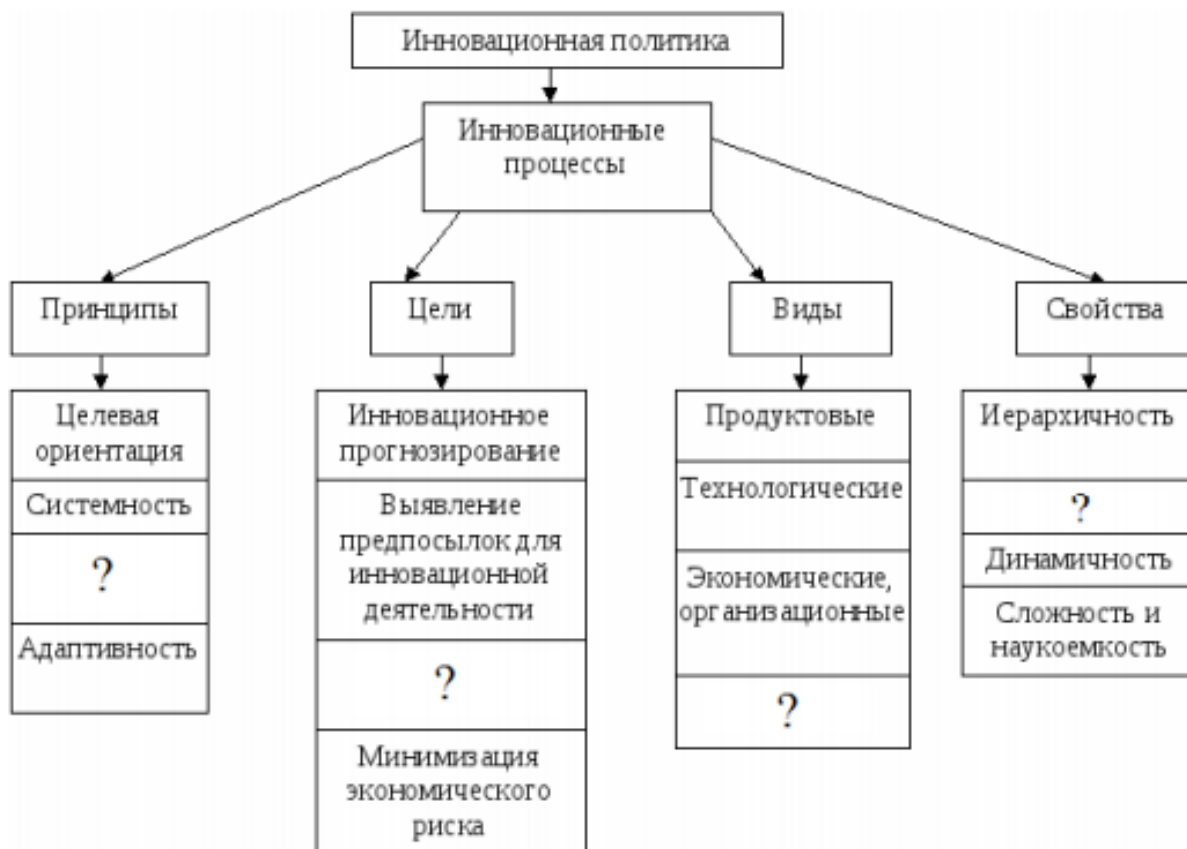 Инновационная политика
Инновационные
процессы
Принципы
Цели
Виды
Свойства
Целевая
ориентация
Системность
?
Адаптивность
Инновационное
прогнозирование
Выявление
предпосылок для
инновационной
деятельности
?
Минимизация
экономического
риска
Продуктовые
Технологические
Экономические,
организационные
?
Иерархичность
?
Динамичность
Сложность и
наукоемкость